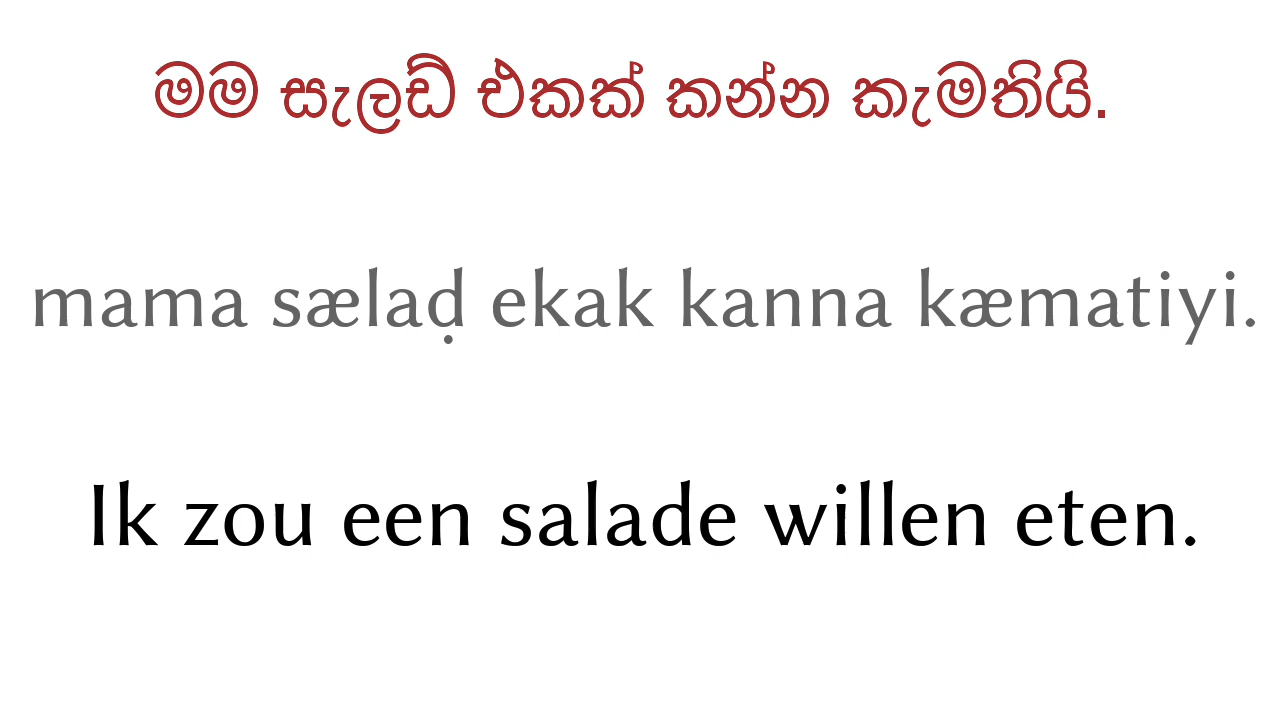 මම සැලඩ් එකක් කන්න කැමතියි.
mama sælaḍ ekak kanna kæmatiyi.
Ik zou een salade willen eten.